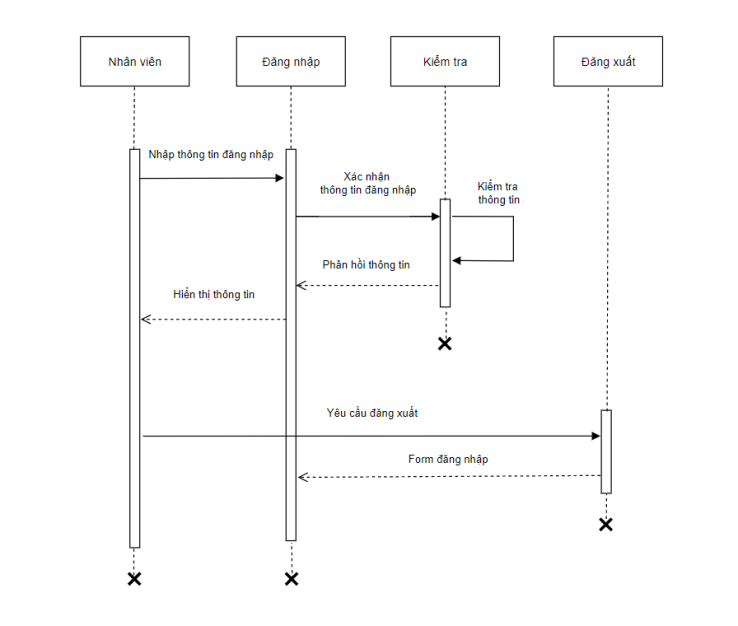 Nhân viên
Đăng nhập
Kiểm tra
Đăng xuất
Nhập thông tin đăng nhập
Xác nhận
thông tin đăng nhập
Kiểm tra
thông tin
Phản hồi thông tin
Hiển thị thông tin
Yêu cầu đăng xuất
Form đăng nhập